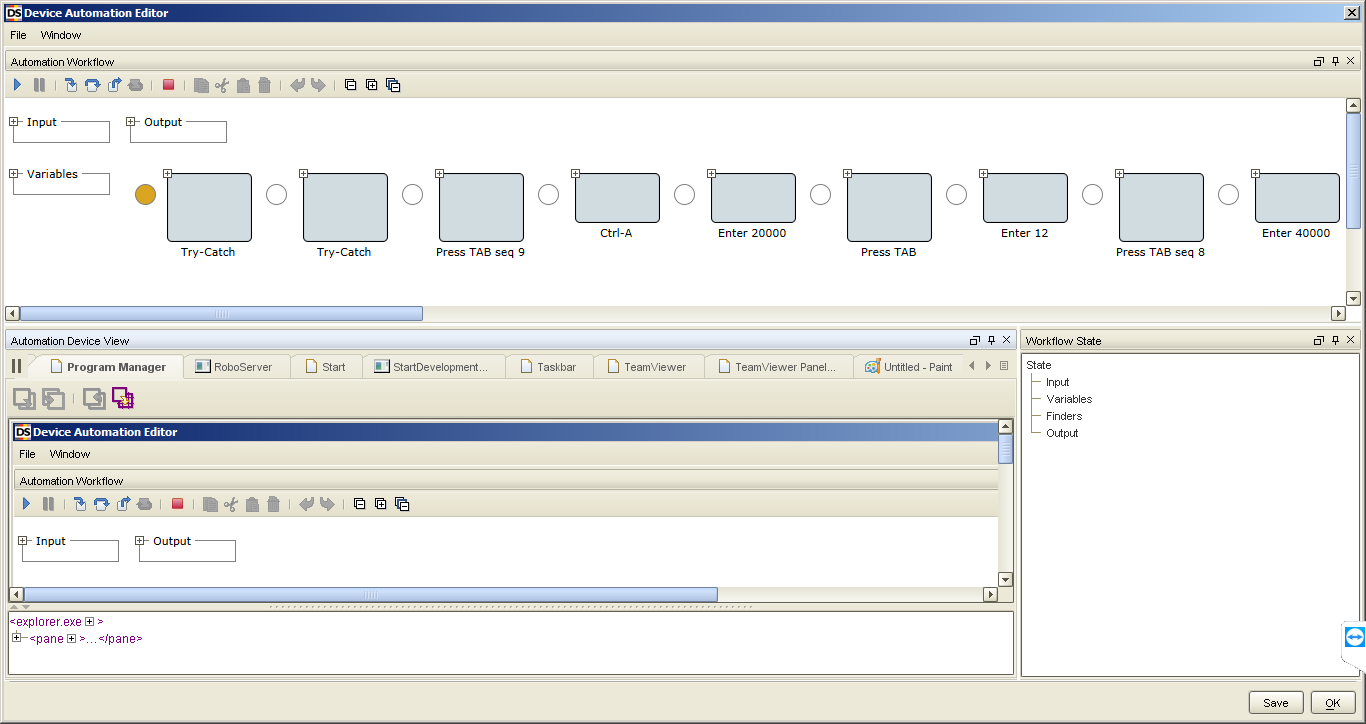 DS Device Automation Editor
File Window
Automation Workflow
Input Output
Variables
Try-Catch Try-Catch Press TAB seq 9 Ctrl-A Enter 20000 Press TAB Enter 12 Press TAB seq 8 Enter 40000
Automation Device View
Program Manager RoboServer Start StartDevelopment... Taskbar TeamViewer TeamViewer Panel... Untitled - Paint
DS Device Automation Editor
File Window
Automation Workflow
Input Output
<explorer.exe >
<pane >...</pane>
Workflow State
State
Input
Variables
Finders
Output
Save OK